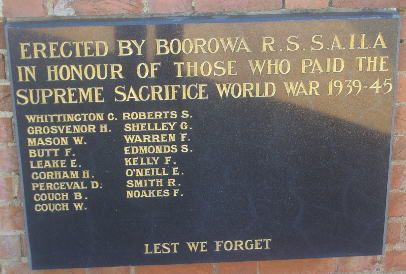 ERECTED BY BOOROWA R.S.S.A.I.L.A
IN HONOUR OF THOSE WHO PAID THE
SUPREME SACRIFICE WORLD WAR 1939-45
WHITTINGTON C. ROBERTS S.
GROSVENOR H. SHELLEY G.
MASON W. WARREN F.
BUTT F. EDMONDS S.
LEAKE E. KELLY F.
GORHAM H. O'NEILL E.
PERCEVAL D. SMITH R.
COUCH B. NOAKES F.
COUCH W.
LEST WE FORGET